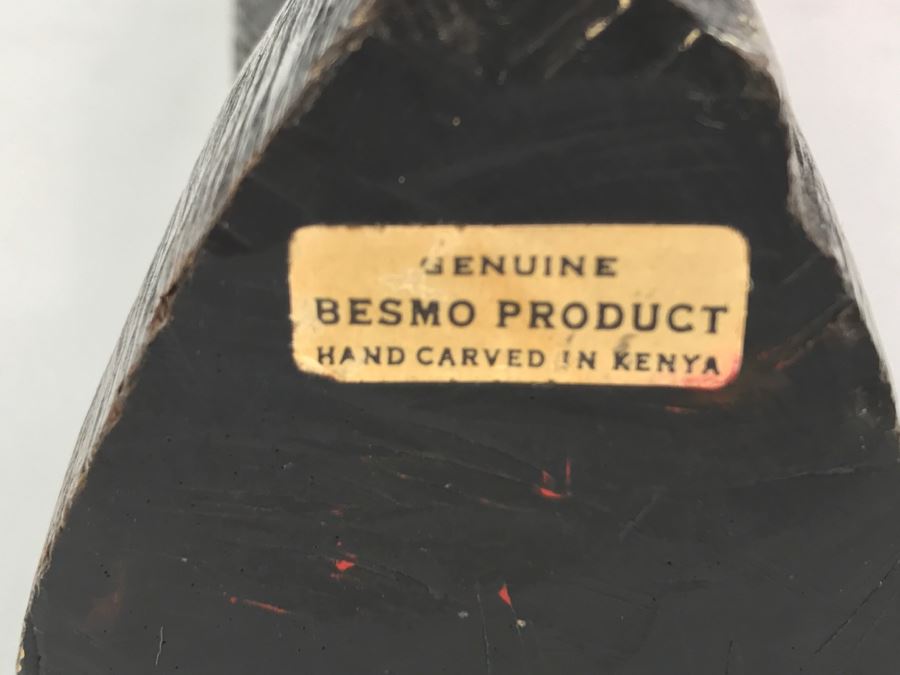 GENUINE
BESMO PRODUCT
HAND CARVED IN KENYA